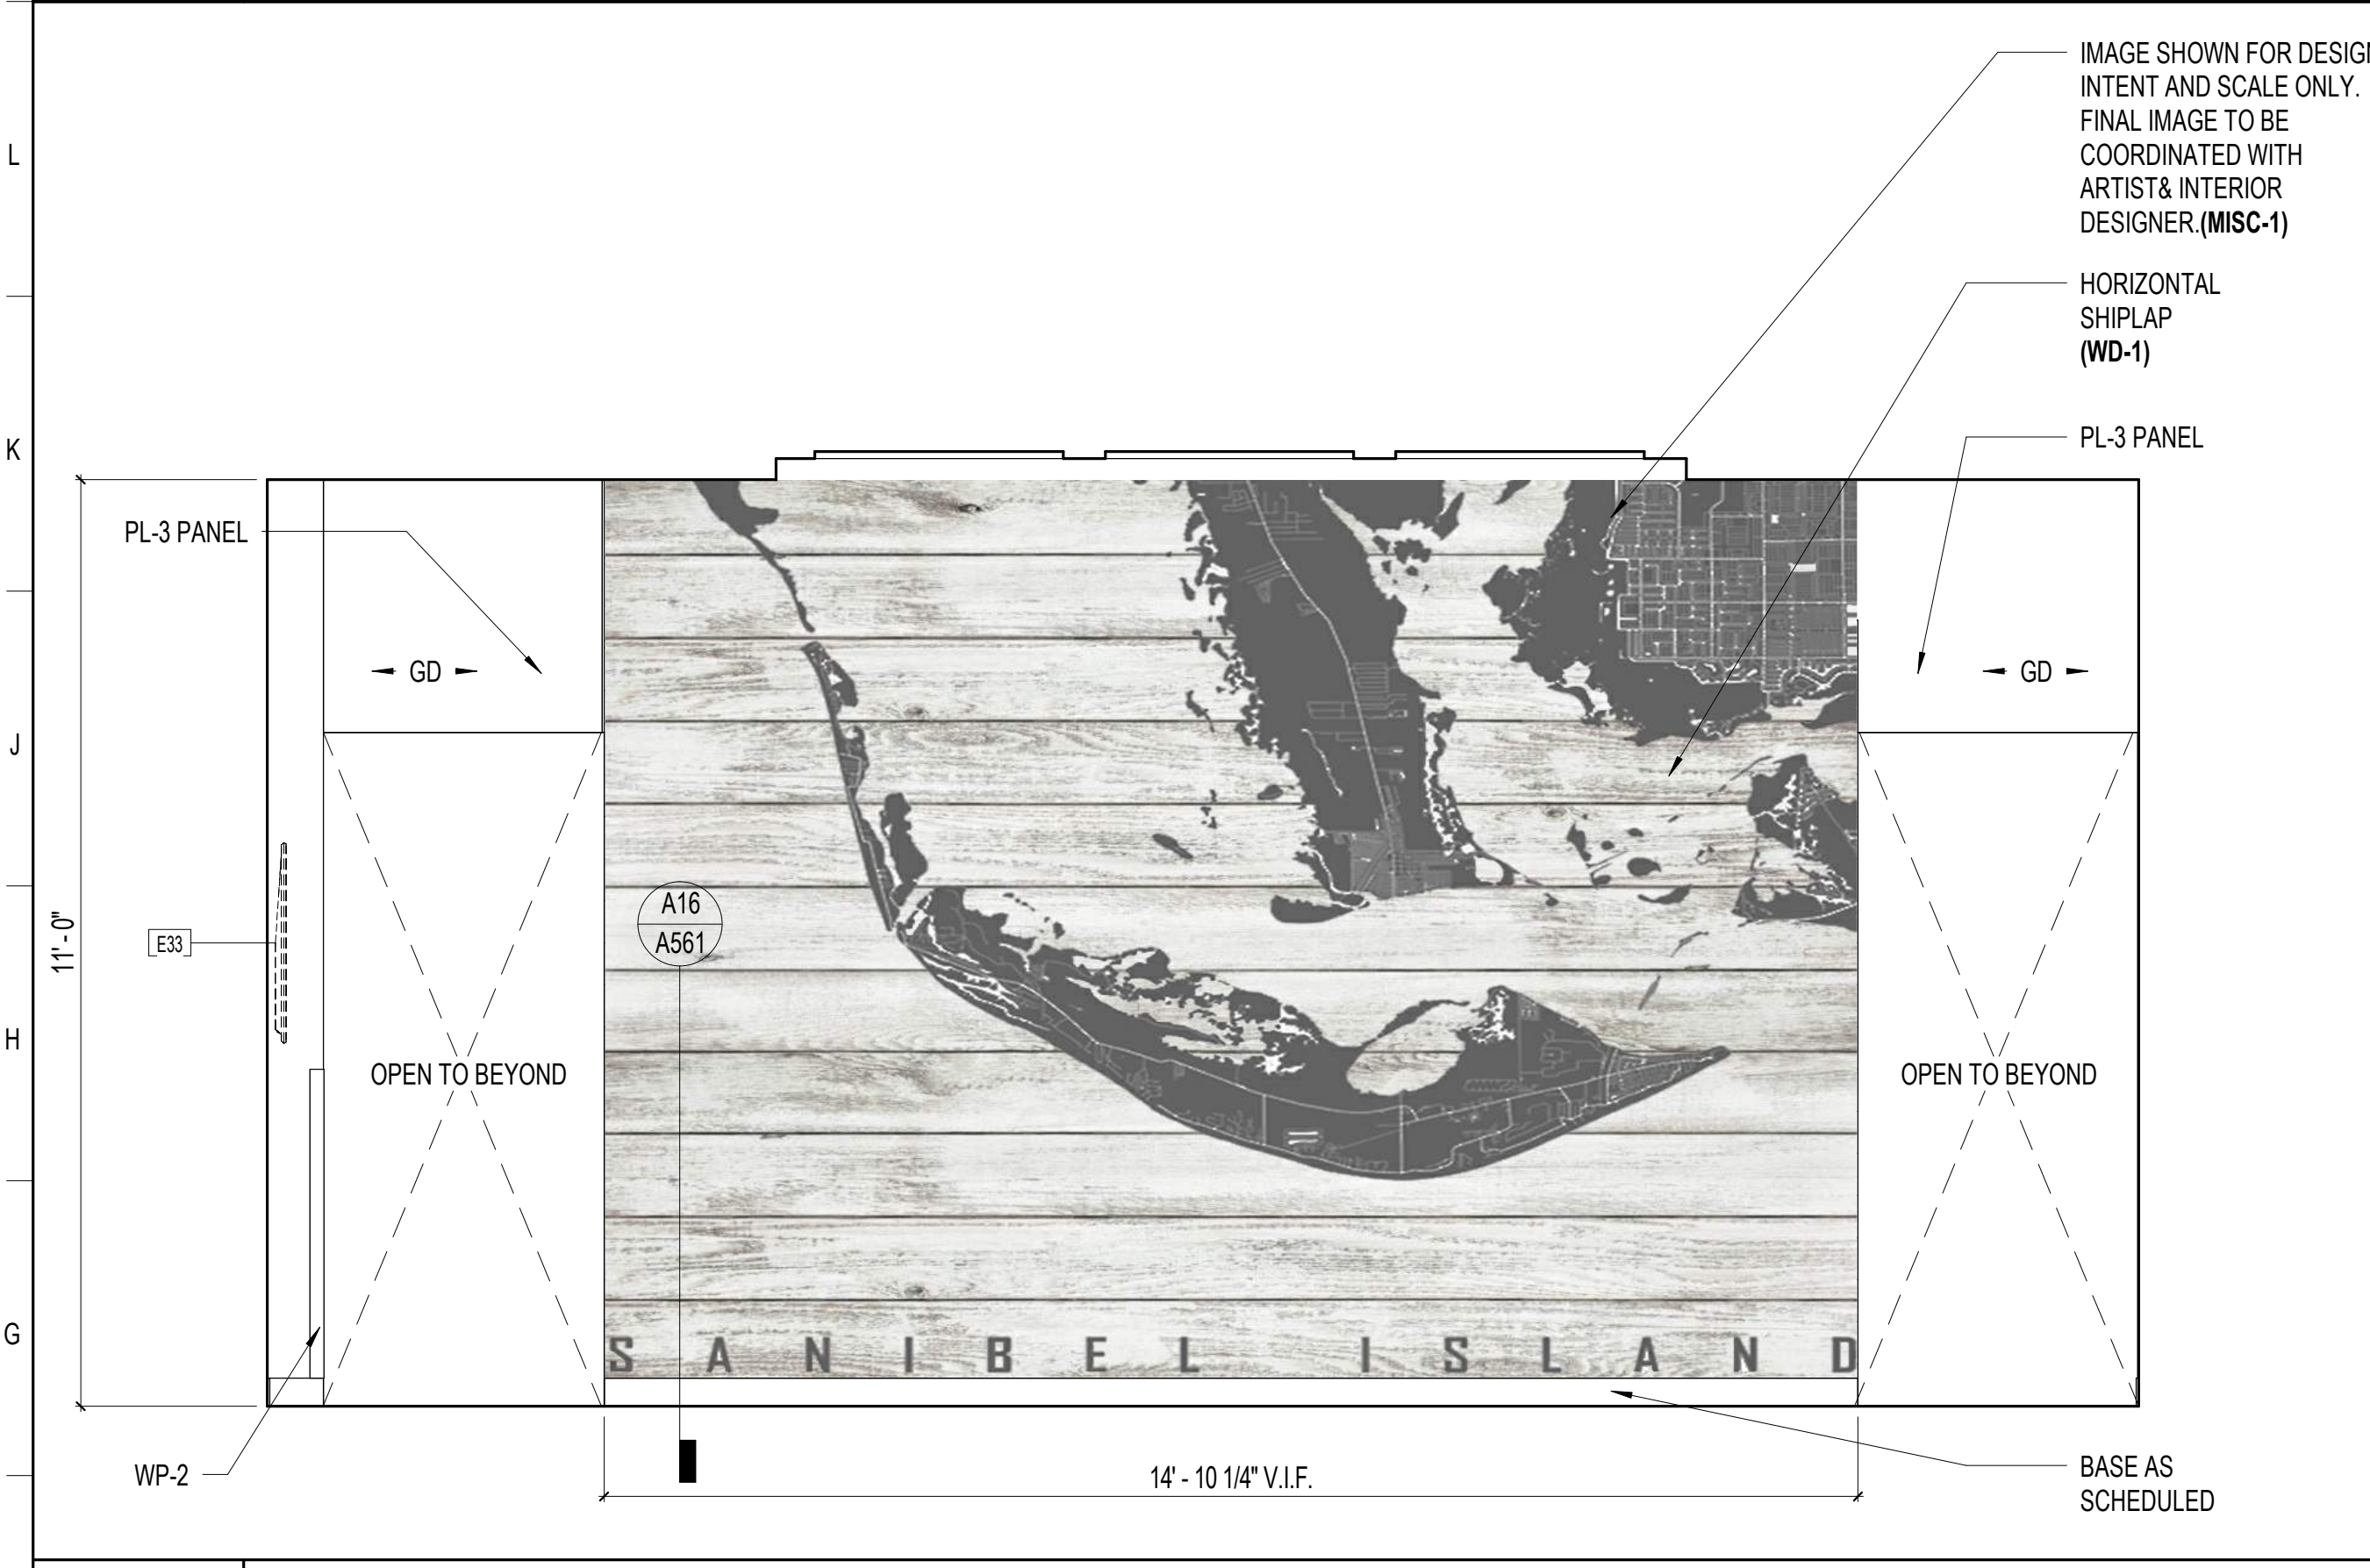 IMAGE SHOWN FOR DESIGN
INTENT AND SCALE ONLY.
FINAL IMAGE TO BE
COORDINATED WITH
ARTIST& INTERIOR
DESIGNER.(MISC-1)
L
HORIZONTAL
SHIPLAP
(WD-1)
K
PL-3 PANEL
PL-3 PANEL
GD
GD
J
A16
A561
E33
11' - 0"
H
OPEN TO BEYOND
OPEN TO BEYOND
G
SANIBEL ISLAND
WP-2
14' - 10 1/4" V.I.F.
BASE AS
SCHEDULED